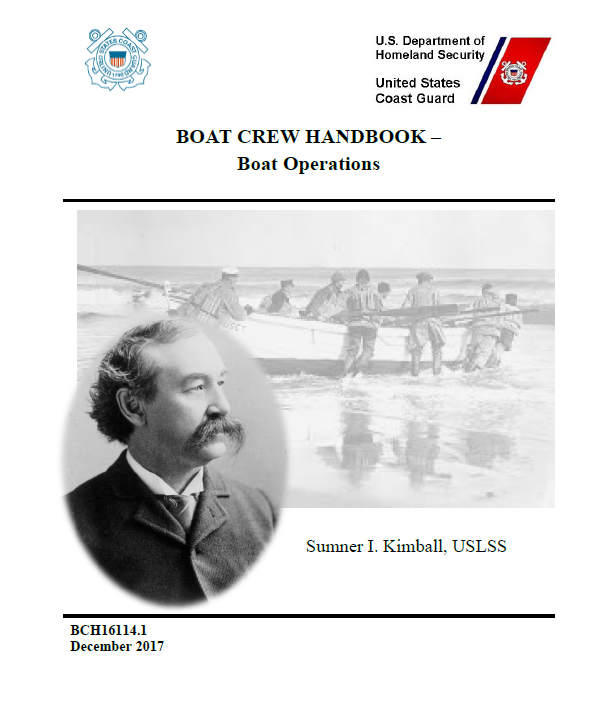 U.S. Department of
Homeland Security
United States
Coast Guard
BOAT CREW HANDBOOK –
Boat Operations
Sumner I. Kimball, USLSS
BCH16114.1
December 2017